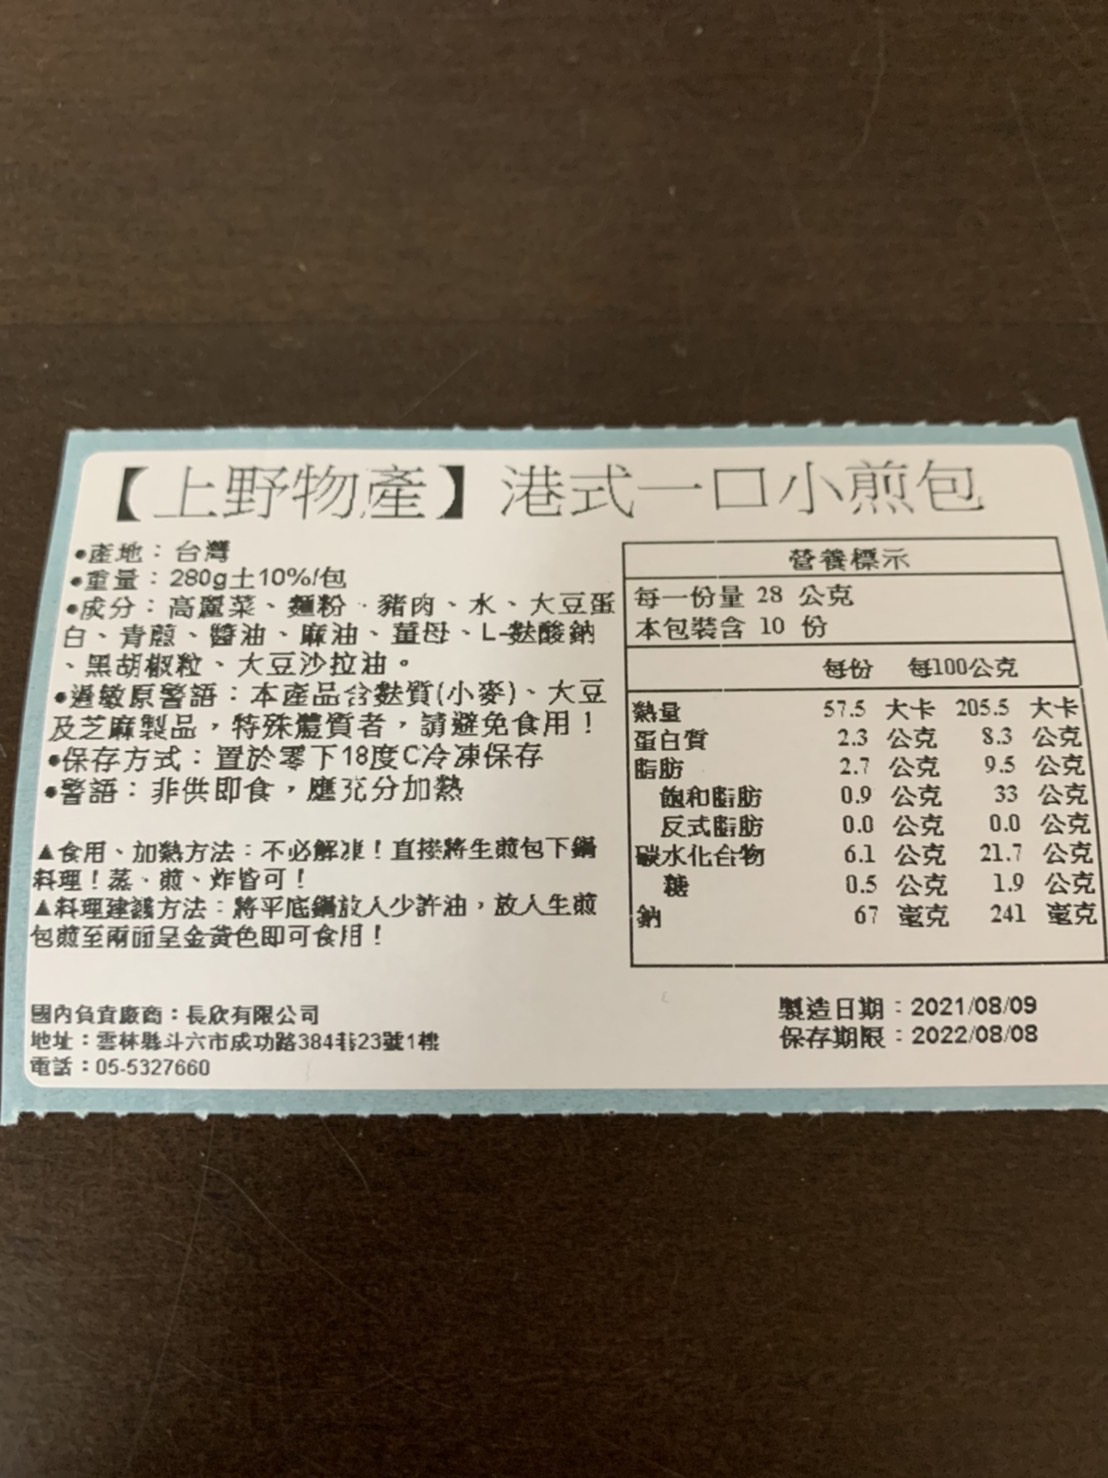 【上野物產】港式一口小煎包
•產地：台灣
•重量：280g土10%/包
•成分：高麗菜、麵粉、豬肉、水、大豆蛋
白、青蔥、醬油、麻油、薑母、L-麩酸鈉
、黑胡椒粒、大豆沙拉油。
•過敏原警語：本產品含麩質(小麥)、大豆
及芝麻製品，特殊體質者，請避免食用！
•保存方式：置於零下18度C冷凍保存
•警語：非供即食，應充分加熱
▲食用、加熱方法：不必解凍！直接將生煎包下鍋
料理！蒸、煎、炸皆可！
▲料理建議方法：將平底鍋放入少許油，放入生煎
包煎至兩面呈金黃色即可食用！
國內負責廠商：長欣有限公司
地址：雲林縣斗六市成功路384巷23號1樓
電話：05-5327660
營養標示
每一份量 28 公克
本包裝含 10 份
每份 每100公克
熱量 57.5 大卡 205.5 大卡
蛋白質 2.3 公克 8.3 公克
脂肪 2.7 公克 9.5 公克
飽和脂肪 0.9 公克 33 公克
反式脂肪 0.0 公克 0.0 公克
碳水化合物 6.1 公克 21.7 公克
糖 0.5 公克 1.9 公克
鈉 67 毫克 241 毫克
製造日期：2021/08/09
保存期限：2022/08/08